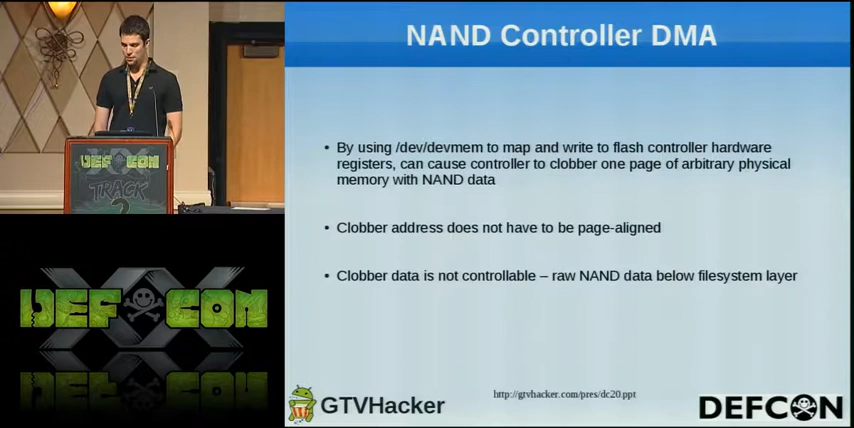 NAND Controller DMA
• By using /dev/devmem to map and write to flash controller hardware
registers, can cause controller to clobber one page of arbitrary physical
memory with NAND data
• Clobber address does not have to be page-aligned
• Clobber data is not controllable – raw NAND data below filesystem layer
DEF CON
TRACK
2
DEF CON
XX
GTVHacker
http://gtvhacker.com/pres/dc20.ppt
DEFCON